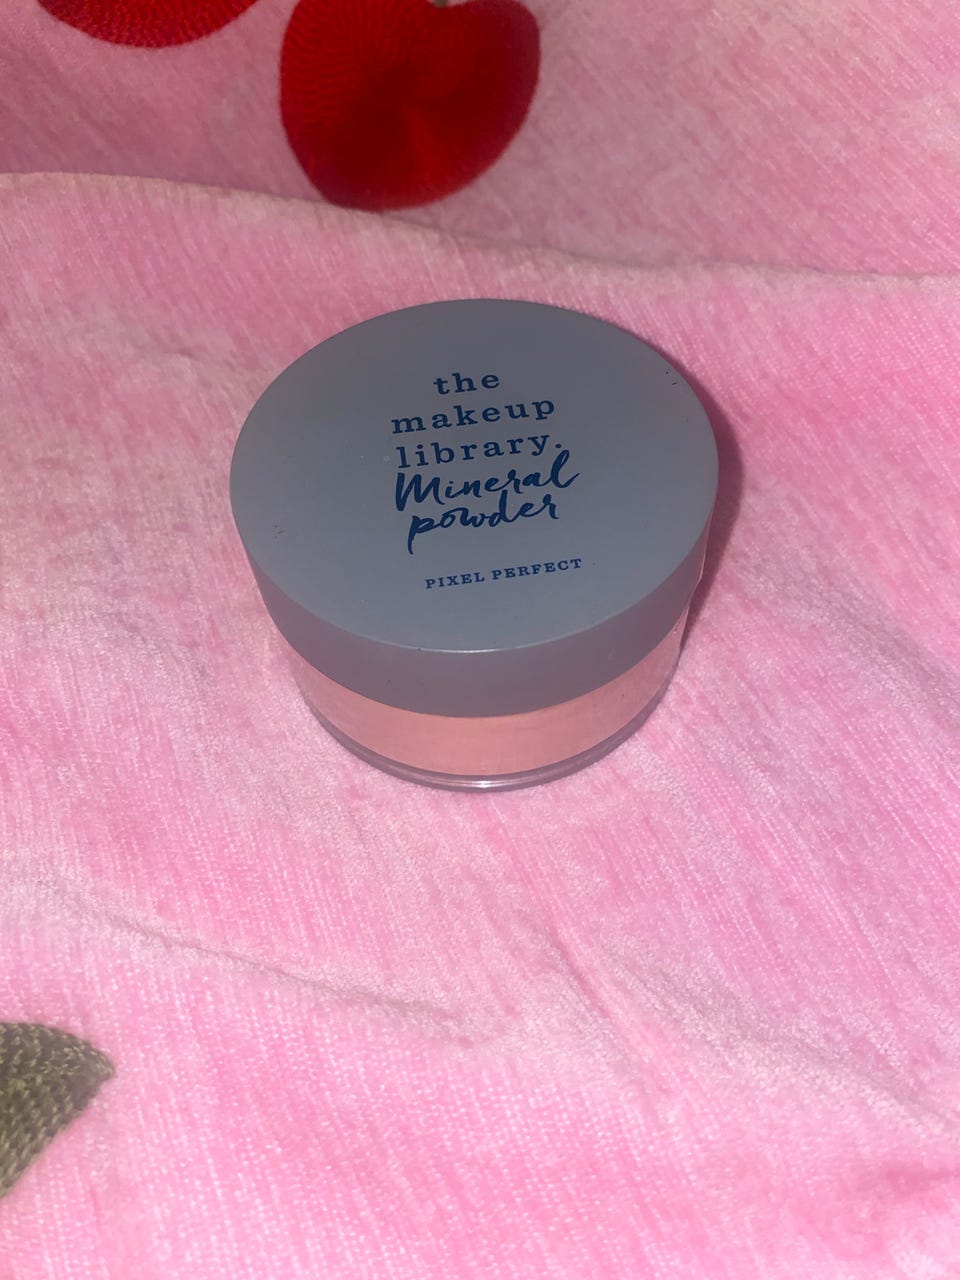 the
makeup
library.
Mineral
powder
PIXEL PERFECT